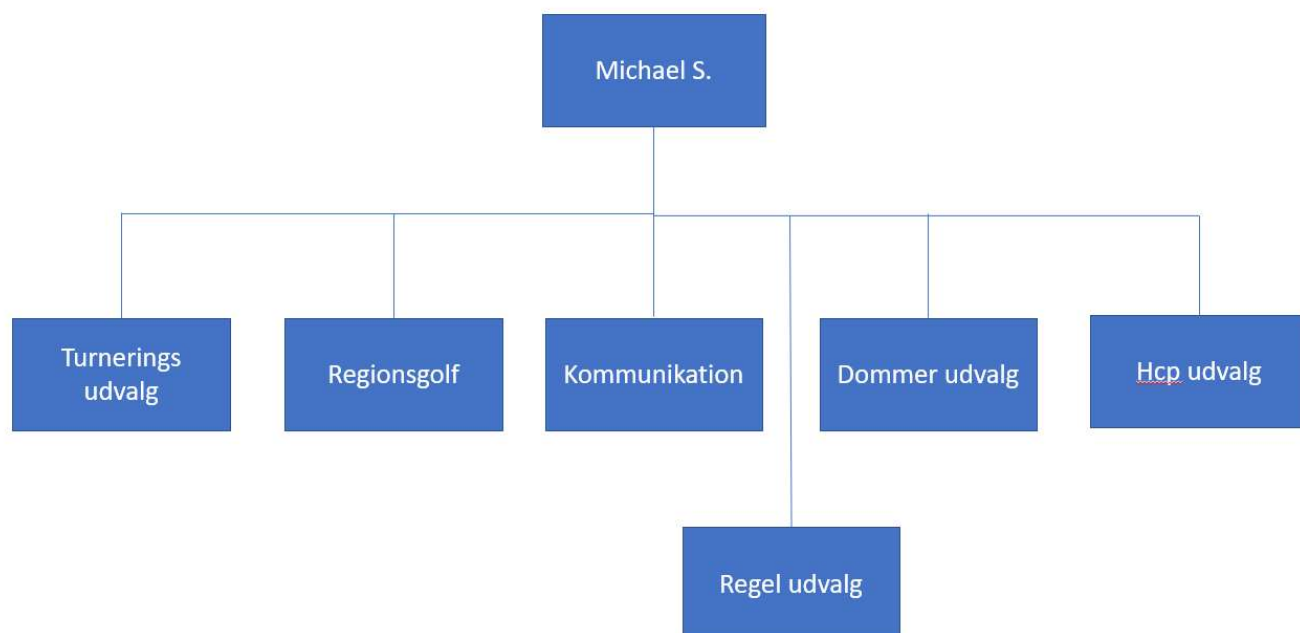 Michael S.
Turnerings
udvalg
Regionsgolf
Kommunikation
Dommer udvalg
Hcp udvalg
Regel udvalg